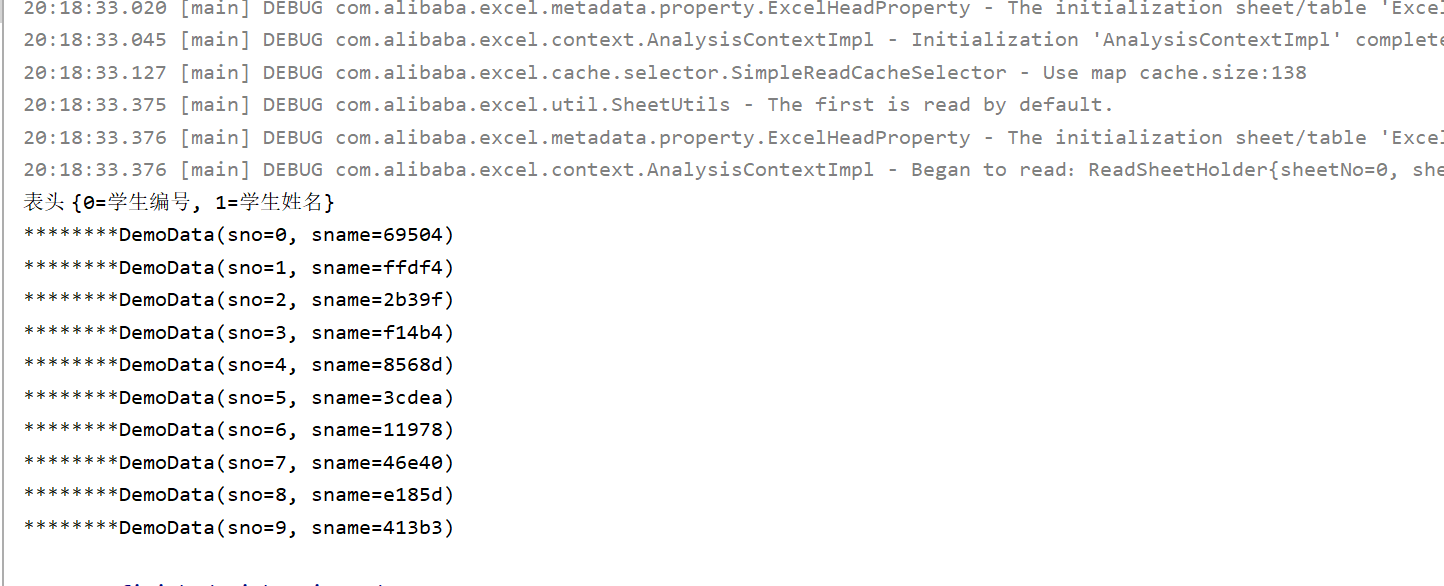 20:18:33.020 [main] DEBUG com.alibaba.excel.metadata.property.ExcelHeadProperty - The initialization sheet/table 'Excel
20:18:33.045 [main] DEBUG com.alibaba.excel.context.AnalysisContextImpl - Initialization 'AnalysisContextImpl' complete
20:18:33.127 [main] DEBUG com.alibaba.excel.cache.selector.SimpleReadCacheSelector - Use map cache.size:138
20:18:33.375 [main] DEBUG com.alibaba.excel.util.SheetUtils - The first is read by default.
20:18:33.376 [main] DEBUG com.alibaba.excel.metadata.property.ExcelHeadProperty - The initialization sheet/table 'Excel
20:18:33.376 [main] DEBUG com.alibaba.excel.context.AnalysisContextImpl - Began to read：ReadSheetHolder{sheetNo=0, she
表头{0=学生编号, 1=学生姓名}
********DemoData(sno=0, sname=69504)
********DemoData(sno=1, sname=ffdf4)
********DemoData(sno=2, sname=2b39f)
********DemoData(sno=3, sname=f14b4)
********DemoData(sno=4, sname=8568d)
********DemoData(sno=5, sname=3cdea)
********DemoData(sno=6, sname=11978)
********DemoData(sno=7, sname=46e40)
********DemoData(sno=8, sname=e185d)
********DemoData(sno=9, sname=413b3)